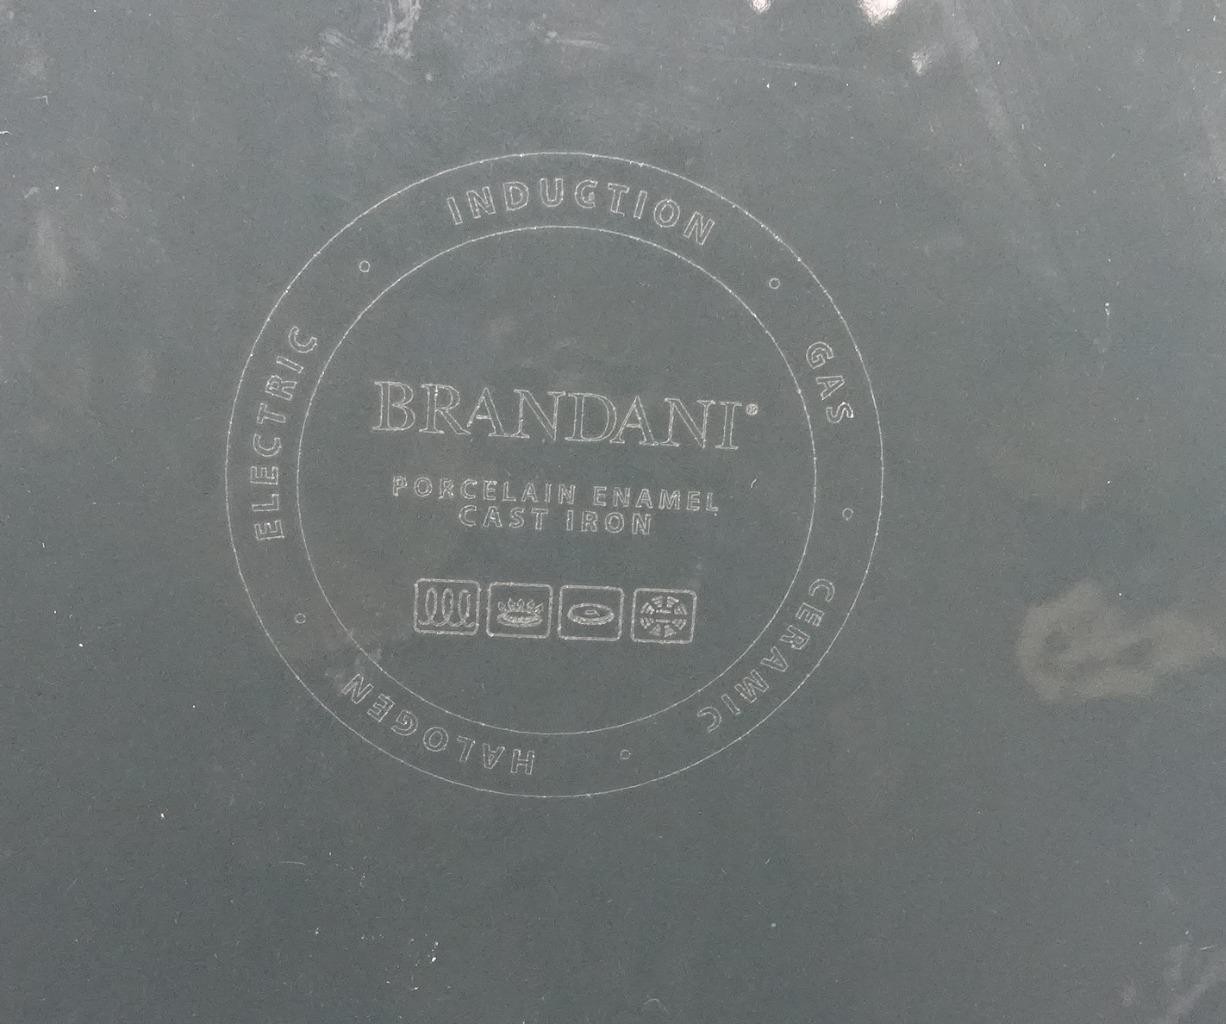 INDUCTION
GAS
CERAMIC
HALOGEN
ELECTRIC
BRANDANI®
PORCELAIN ENAMEL
CAST IRON